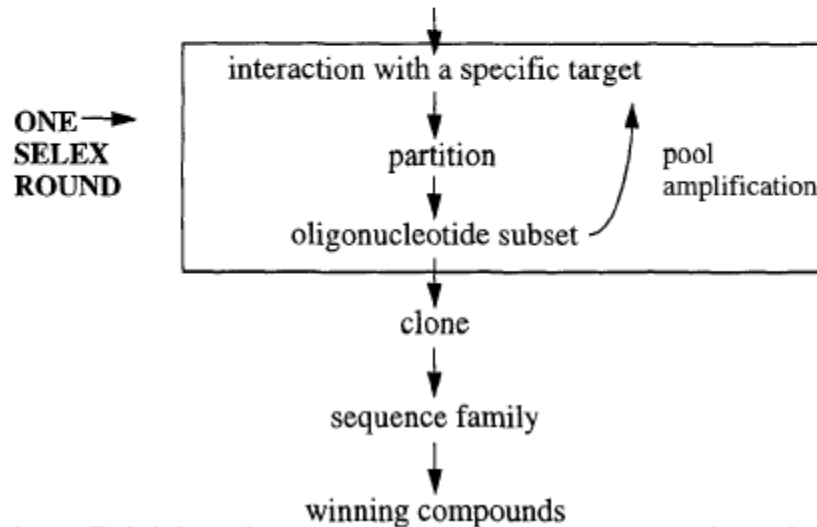 interaction with a specific target
ONE
SELEX
ROUND
partition
pool
amplification
oligonucleotide subset
clone
sequence family
winning compounds